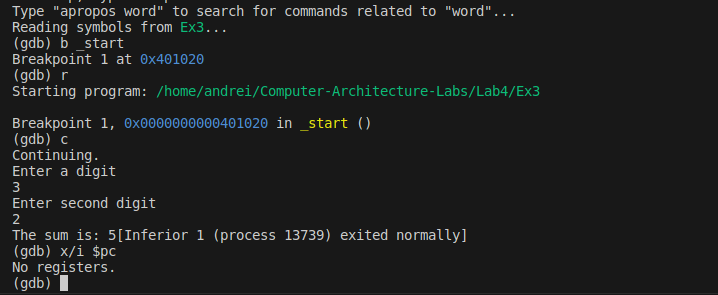 Type "apropos word" to search for commands related to "word"...
Reading symbols from Ex3...
(gdb) b _start
Breakpoint 1 at 0x401020
(gdb) r
Starting program: /home/andrei/Computer-Architecture-Labs/Lab4/Ex3
Breakpoint 1, 0x0000000000401020 in _start ()
(gdb) c
Continuing.
Enter a digit
3
Enter second digit
2
The sum is: 5[Inferior 1 (process 13739) exited normally]
(gdb) x/i $pc
No registers.
(gdb)